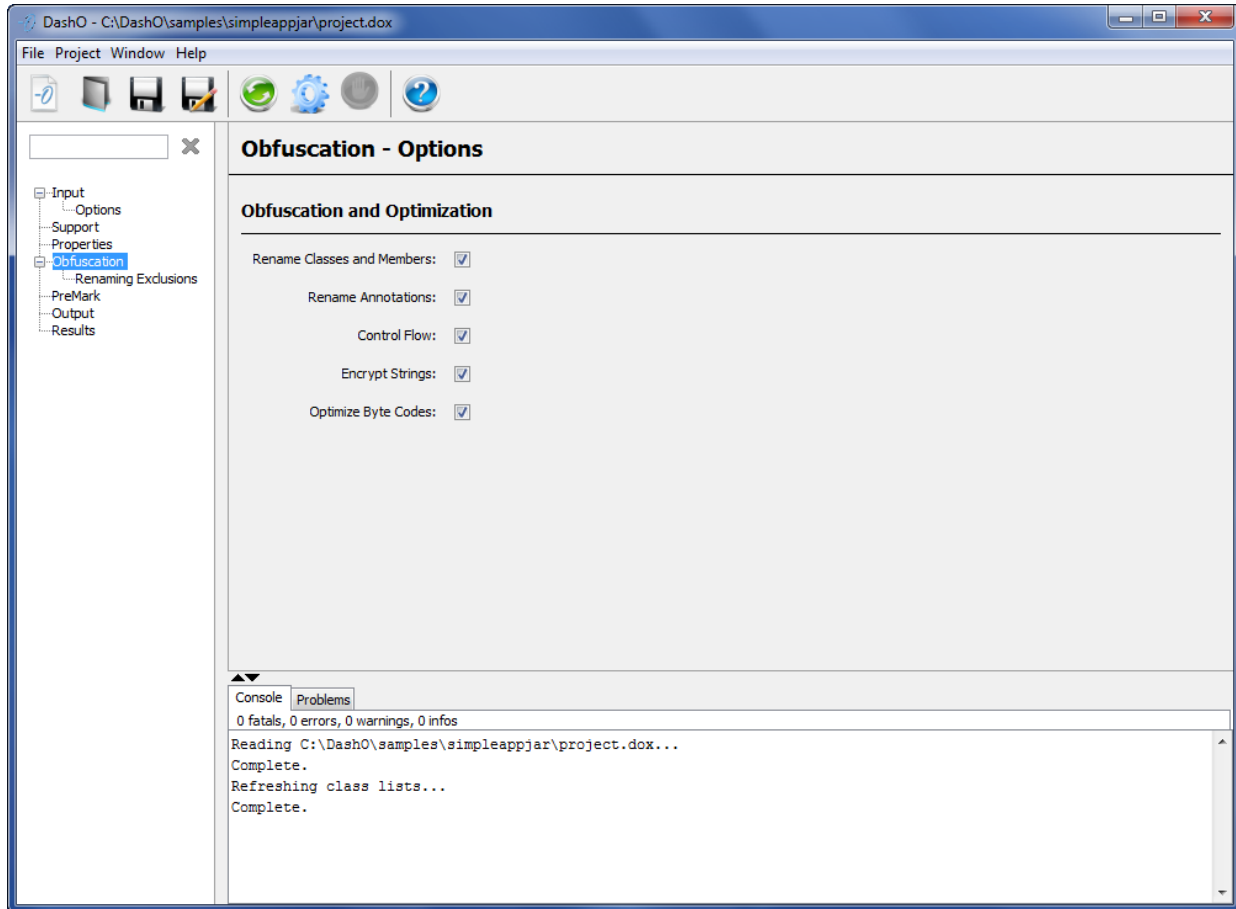 DashO - C:\DashO\samples\simpleappjar\project.dox
File Project Window Help
Obfuscation - Options
Input
Options
Support
Properties
Obfuscation
Renaming Exclusions
PreMark
Output
Results
Obfuscation and Optimization
Rename Classes and Members:
Rename Annotations:
Control Flow:
Encrypt Strings:
Optimize Byte Codes:
Console Problems
0 fatals, 0 errors, 0 warnings, 0 infos
Reading C:\DashO\samples\simpleappjar\project.dox...
Complete.
Refreshing class lists...
Complete.